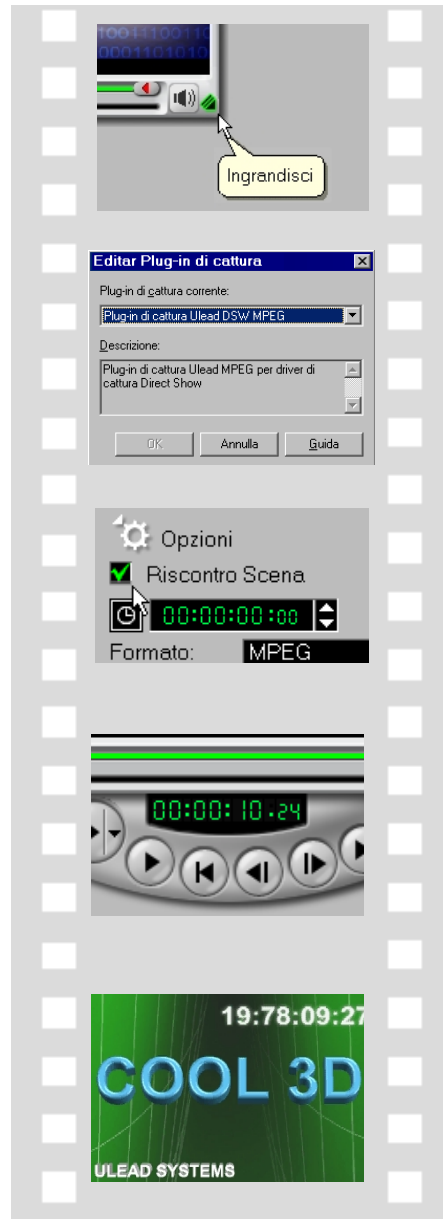 100111001110
0001101010
Ingrandisci
Editar Plug-in di cattura
Plug-in di cattura corrente:
Plug-in di cattura Ulead DSW MPEG
Descrizione:
Plug-in di cattura Ulead MPEG per driver di
cattura Direct Show
OK Annulla Guida
Opzioni
Riscontro Scena
00:00:00:00
Formato: MPEG
00:00:10.24
19:78:09:27
COOL 3D
ULEAD SYSTEMS